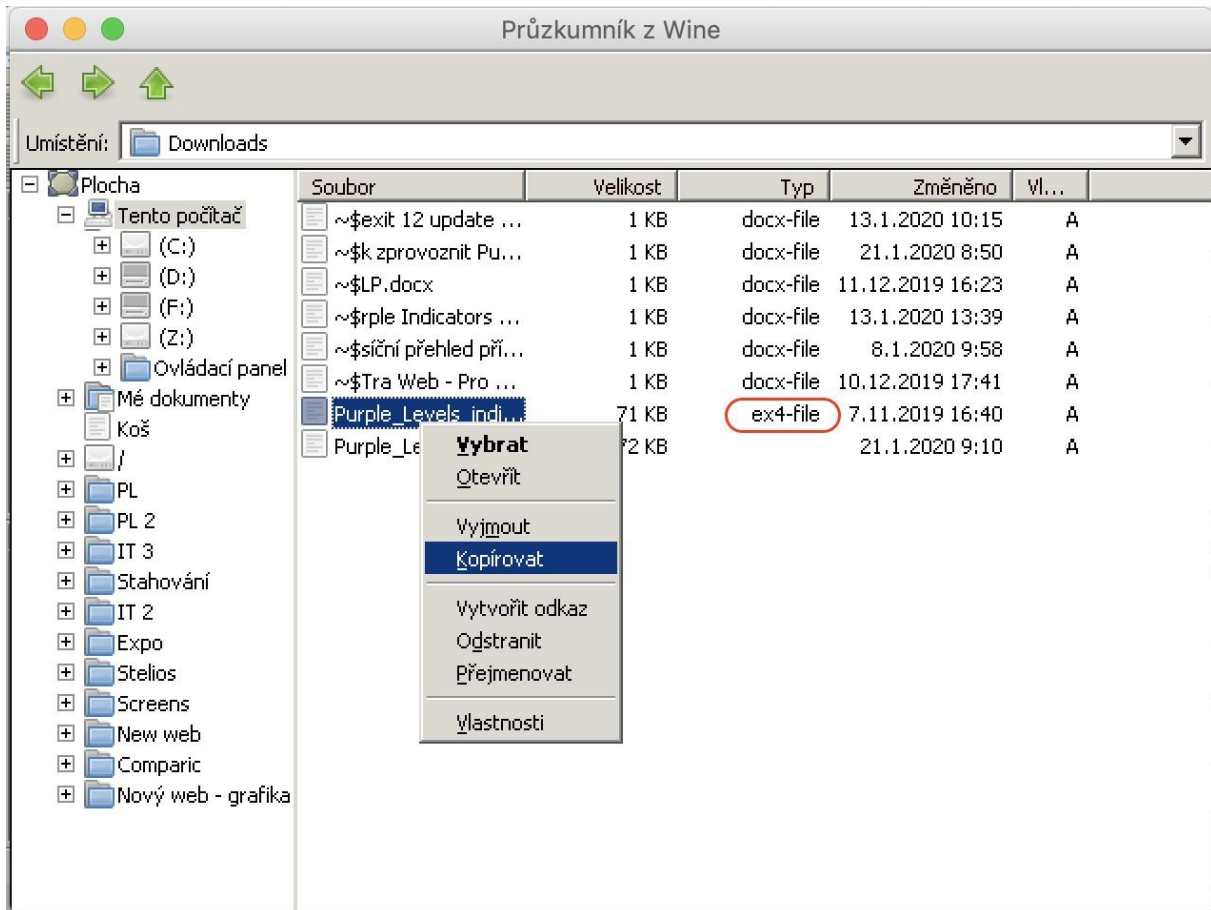 Průzkumník z Wine
Umístění: Downloads
Plocha
Tento počítač
(C:)
(D:)
(F:)
(Z:)
Ovládací panel
Mé dokumenty
Koš
/
PL
PL 2
IT 3
Stahování
IT 2
Expo
Stelios
Screens
New web
Comparic
Nový web - grafika
Soubor Velikost Typ Změněno Vl...
~$exit 12 update ... 1 KB docx-file 13.1.2020 10:15 A
~$k zprovoznit Pu... 1 KB docx-file 21.1.2020 8:50 A
~$LP.docx 1 KB docx-file 11.12.2019 16:23 A
~$rple Indicators ... 1 KB docx-file 13.1.2020 13:39 A
~$síční přehled pří... 1 KB docx-file 8.1.2020 9:58 A
~$Tra Web - Pro ... 1 KB docx-file 10.12.2019 17:41 A
Purple_Levels_indi... 71 KB ex4-file 7.11.2019 16:40 A
Purple_Le 72 KB 21.1.2020 9:10 A
Vybrat
Otevřít
Vyjmout
Kopírovat
Vytvořit odkaz
Odstranit
Přejmenovat
Vlastnosti